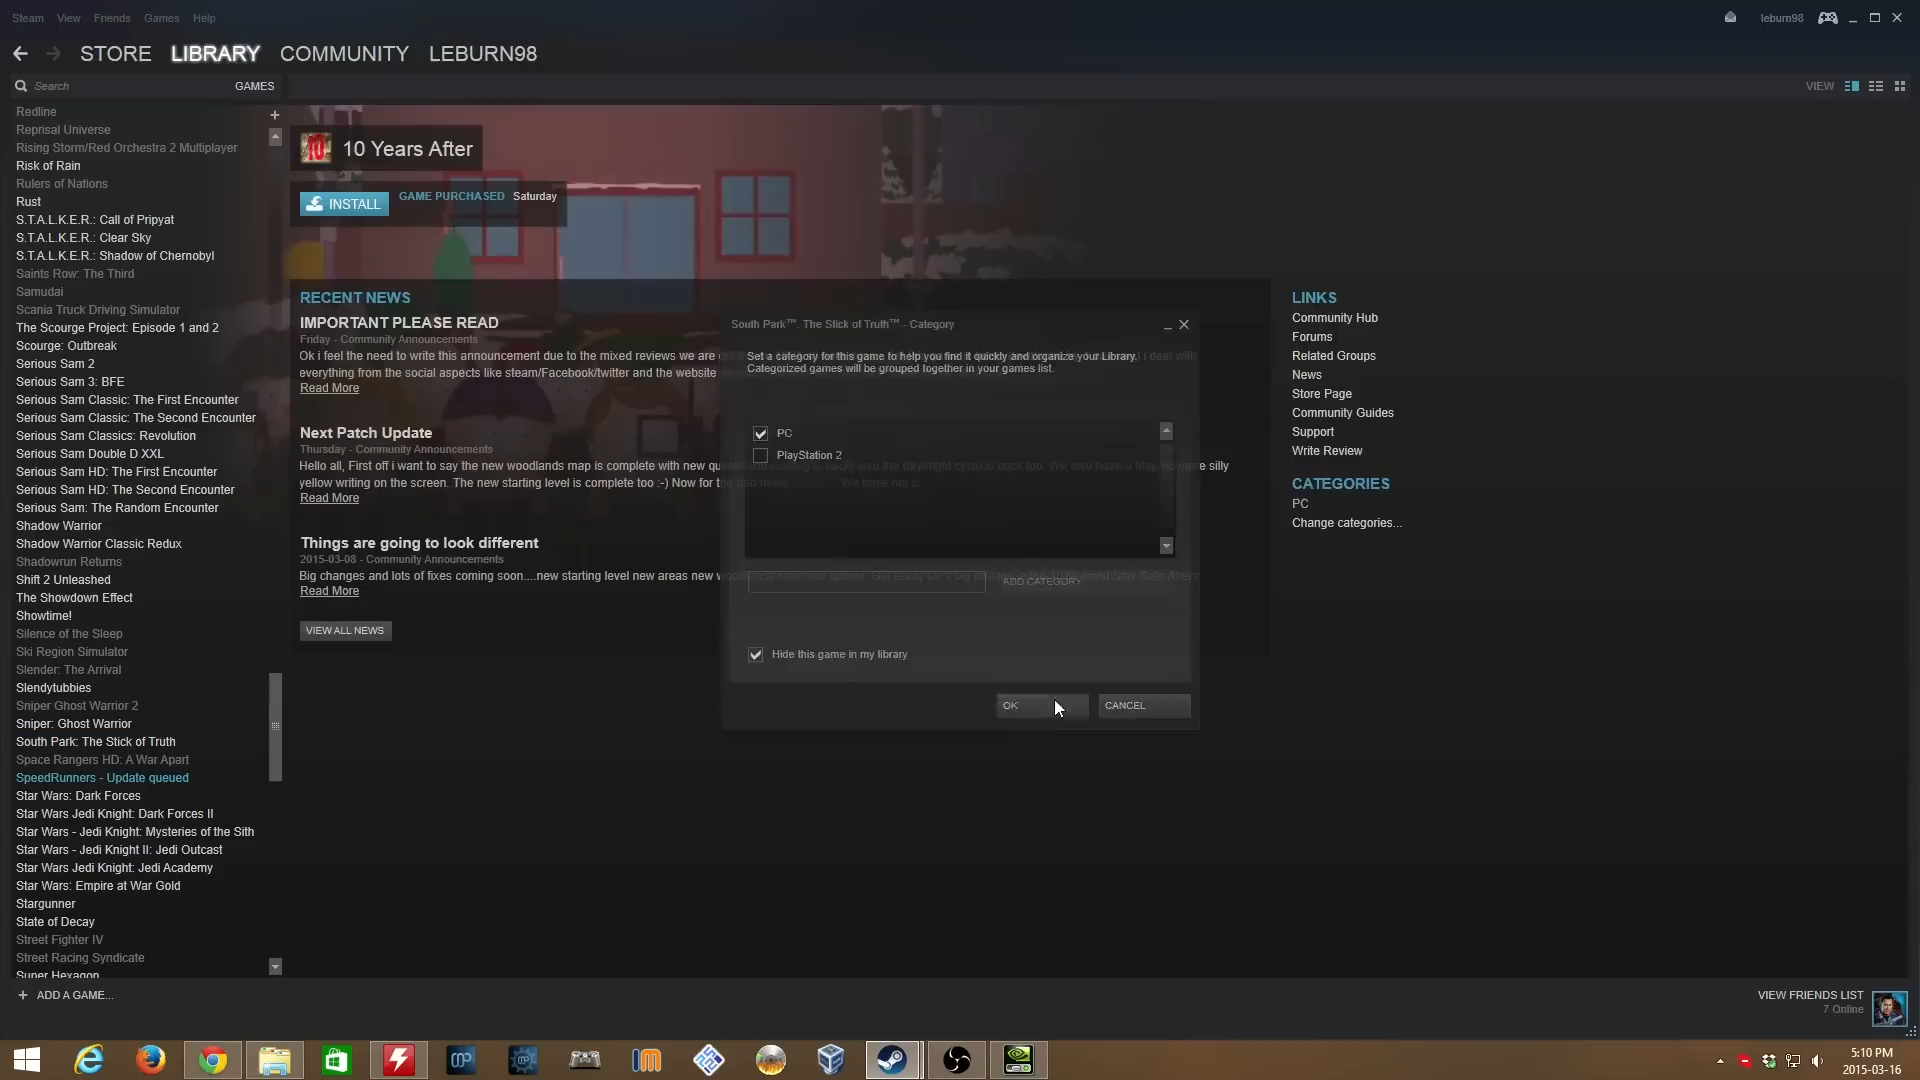 Steam View Friends Games Help
leburn98
STORE LIBRARY COMMUNITY LEBURN98
Search GAMES
VIEW
Redline
Reprisal Universe
Rising Storm/Red Orchestra 2 Multiplayer
Risk of Rain
Rulers of Nations
Rust
S.T.A.L.K.E.R.: Call of Pripyat
S.T.A.L.K.E.R.: Clear Sky
S.T.A.L.K.E.R.: Shadow of Chernobyl
Saints Row: The Third
Samudai
Scania Truck Driving Simulator
The Scourge Project: Episode 1 and 2
Scourge: Outbreak
Serious Sam 2
Serious Sam 3: BFE
Serious Sam Classic: The First Encounter
Serious Sam Classic: The Second Encounter
Serious Sam Classics: Revolution
Serious Sam Double D XXL
Serious Sam HD: The First Encounter
Serious Sam HD: The Second Encounter
Serious Sam: The Random Encounter
Shadow Warrior
Shadow Warrior Classic Redux
Shadowrun Returns
Shift 2 Unleashed
The Showdown Effect
Showtime!
Silence of the Sleep
Ski Region Simulator
Slender: The Arrival
Slendytubbies
Sniper Ghost Warrior 2
Sniper: Ghost Warrior
South Park: The Stick of Truth
Space Rangers HD: A War Apart
SpeedRunners - Update queued
Star Wars: Dark Forces
Star Wars Jedi Knight: Dark Forces II
Star Wars - Jedi Knight: Mysteries of the Sith
Star Wars - Jedi Knight II: Jedi Outcast
Star Wars Jedi Knight: Jedi Academy
Star Wars: Empire at War Gold
Stargunner
State of Decay
Street Fighter IV
Street Racing Syndicate
Super Hexagon
+ ADD A GAME...
10 10 Years After
INSTALL GAME PURCHASED Saturday
RECENT NEWS
IMPORTANT PLEASE READ
Friday - Community Announcements
Ok i feel the need to write this announcement due to the mixed reviews we are
everything from the social aspects like steam/Facebook/twitter and the website
Read More
Next Patch Update
Thursday - Community Announcements
Hello all, First off i want to say the new woodlands map is complete with new silly
yellow writing on the screen. The new starting level is complete too :-) Now for
Read More
Things are going to look different
2015-03-08 - Community Announcements
Big changes and lots of fixes coming soon....new starting level new areas new
Read More
VIEW ALL NEWS
South Park™: The Stick of Truth™ - Category
Set a category for this game to help you find it quickly and organize your Library.
Categorized games will be grouped together in your games list.
PC
PlayStation 2
ADD CATEGORY
Hide this game in my library
OK CANCEL
LINKS
Community Hub
Forums
Related Groups
News
Store Page
Community Guides
Support
Write Review
CATEGORIES
PC
Change categories...
VIEW FRIENDS LIST
7 Online
5:10 PM
2015-03-16